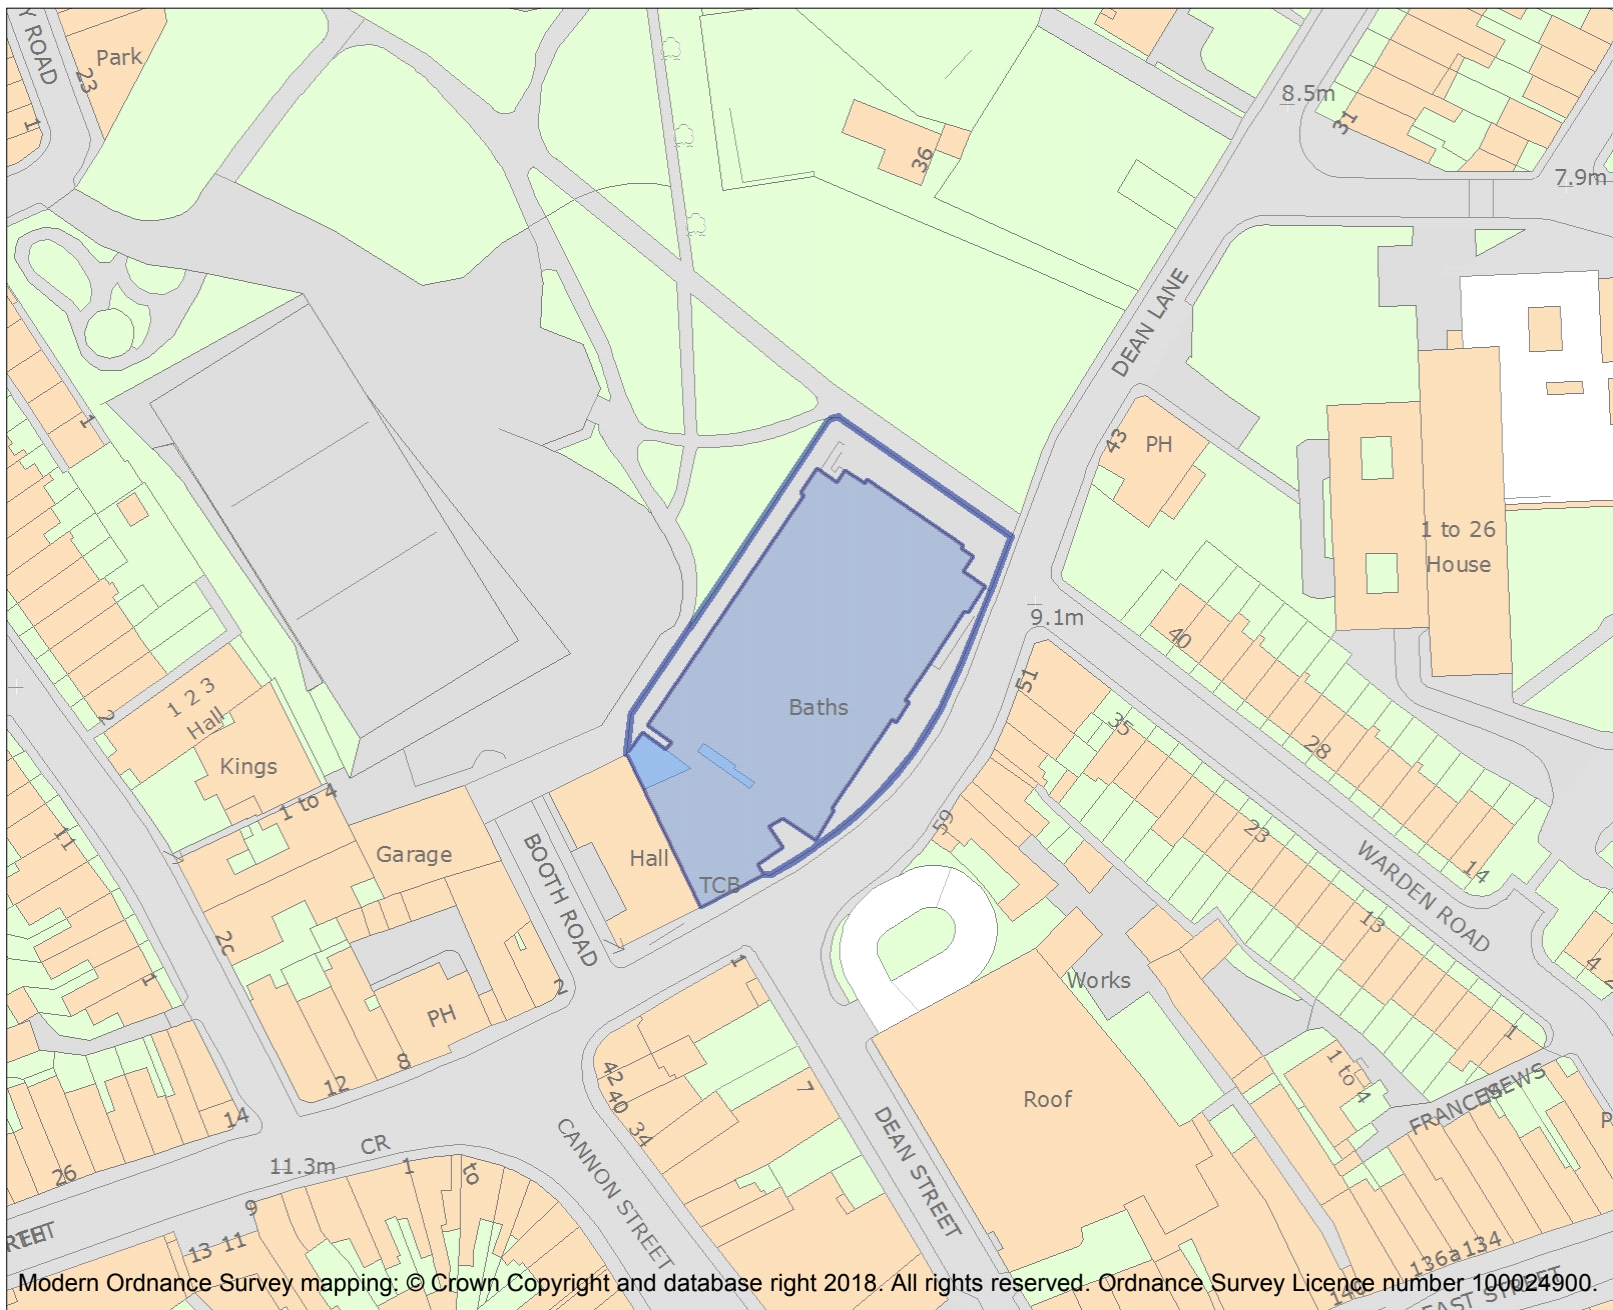 Y ROAD
Park
23
1
36
8.5m
31
7.9m
DEAN LANE
43
PH
1
1 to 26
House
9.1m
40
51
35
28
Baths
1 2 3
Hall
2
Kings
1 to 4
11
Garage
BOOTH ROAD
Hall
TCB
59
23
WARDEN ROAD
14
13
4
2c
1
2
PH
8
12
14
26
1
Works
42 40
34
7
1
1 to 4
FRANCES MEWS
Roof
DEAN STREET
CANNON STREET
CR
11.3m
1
to
9
13 11
136a 134
140
EAST STREET
P
Modern Ordnance Survey mapping: © Crown Copyright and database right 2018. All rights reserved. Ordnance Survey Licence number 100024900.